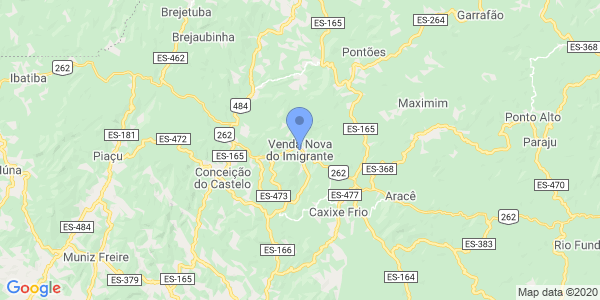 Brejetuba
ES-165
ES-264
Garrafão
Brejaubinha
Pontões
ES-368
ES-462
Ibatiba
262
262
484
Maximim
Ponto Alto
ES-181
ES-472
262
Venda Nova
do Imigrante
ES-165
Paraju
Piaçu
ES-165
ES-368
Conceição
do Castelo
262
ES-470
ES-473
ES-477
Aracê
Caxixe Frio
262
ES-484
ES-166
ES-383
Rio Fund
Muniz Freire
ES-379
ES-165
ES-164
Google
Map data ©2020